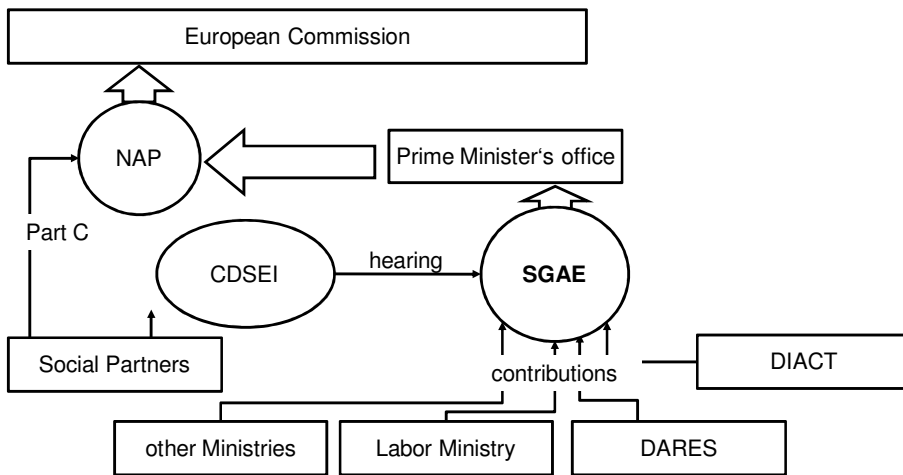 European Commission
NAP
Prime Minister‘s office
Part C
CDSEI
hearing
SGAE
Social Partners
contributions
DIACT
other Ministries
Labor Ministry
DARES